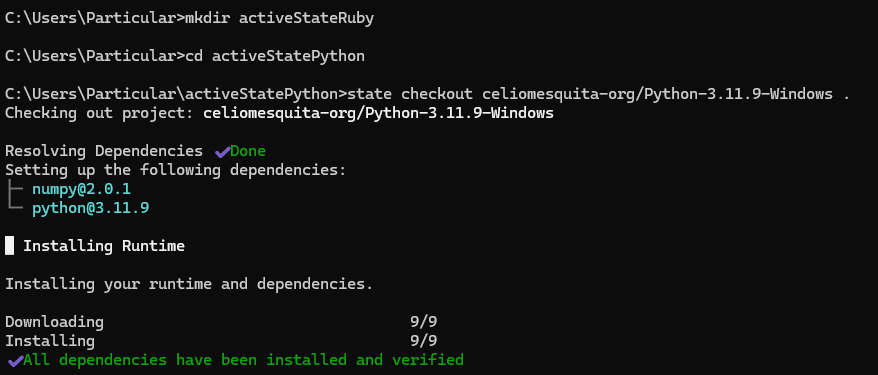 C:\Users\Particular>mkdir activeStateRuby
C:\Users\Particular>cd activeStatePython
C:\Users\Particular\activeStatePython>state checkout celiomesquita-org/Python-3.11.9-Windows .
Checking out project: celiomesquita-org/Python-3.11.9-Windows
Resolving Dependencies ✔Done
Setting up the following dependencies:
├─ numpy@2.0.1
└─ python@3.11.9
█ Installing Runtime
Installing your runtime and dependencies.
Downloading 9/9
Installing 9/9
✔All dependencies have been installed and verified